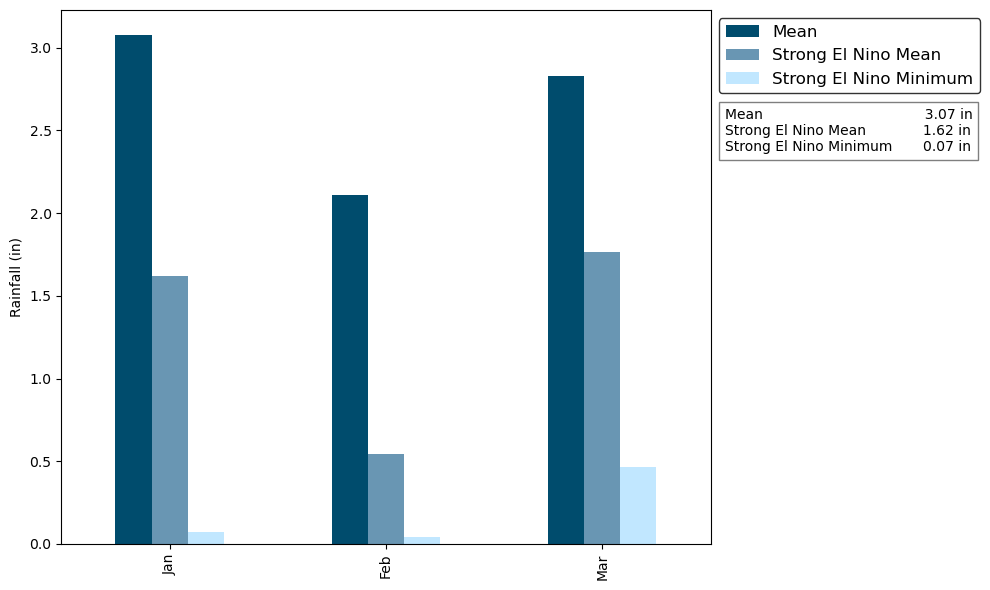 Rainfall (in)
3.0
2.5
2.0
1.5
1.0
0.5
0.0
Jan
Feb
Mar
Mean
Strong El Nino Mean
Strong El Nino Minimum
Mean 3.07 in
Strong El Nino Mean 1.62 in
Strong El Nino Minimum 0.07 in